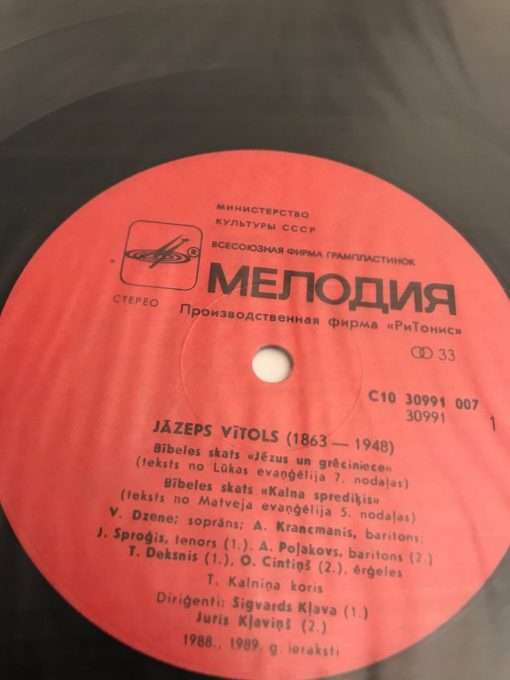 МИНИСТЕРСТВО
КУЛЬТУРЫ СССР
ВСЕСОЮЗНАЯ ФИРМА ГРАМПЛАСТИНОК
®
МЕЛОДИЯ
СТЕРЕО
Производственная фирма «РиТонис»
33
С10 30991 007
30991
1
JĀZEPS VĪTOLS (1863 — 1948)
Bībeles skats «Jēzus un grēciniece»
(teksts no Lūkas evaņģēlija 7. nodaļas)
Bībeles skats «Kalna sprediķis»
(teksts no Mateja evaņģēlija 5. nodaļas)
V. Dzene; soprāns; A. Krancmanis, baritons;
J. Sproģis, tenors (1.), A. Poļakovs, baritons (2.)
T. Deksnis (1.), O. Cintiņš (2.), ērģeles
T. Kalniņa koris
Diriģenti: Sigvards Kļava (1.)
Juris Kļaviņš (2.)
1988., 1989. g. ieraksti